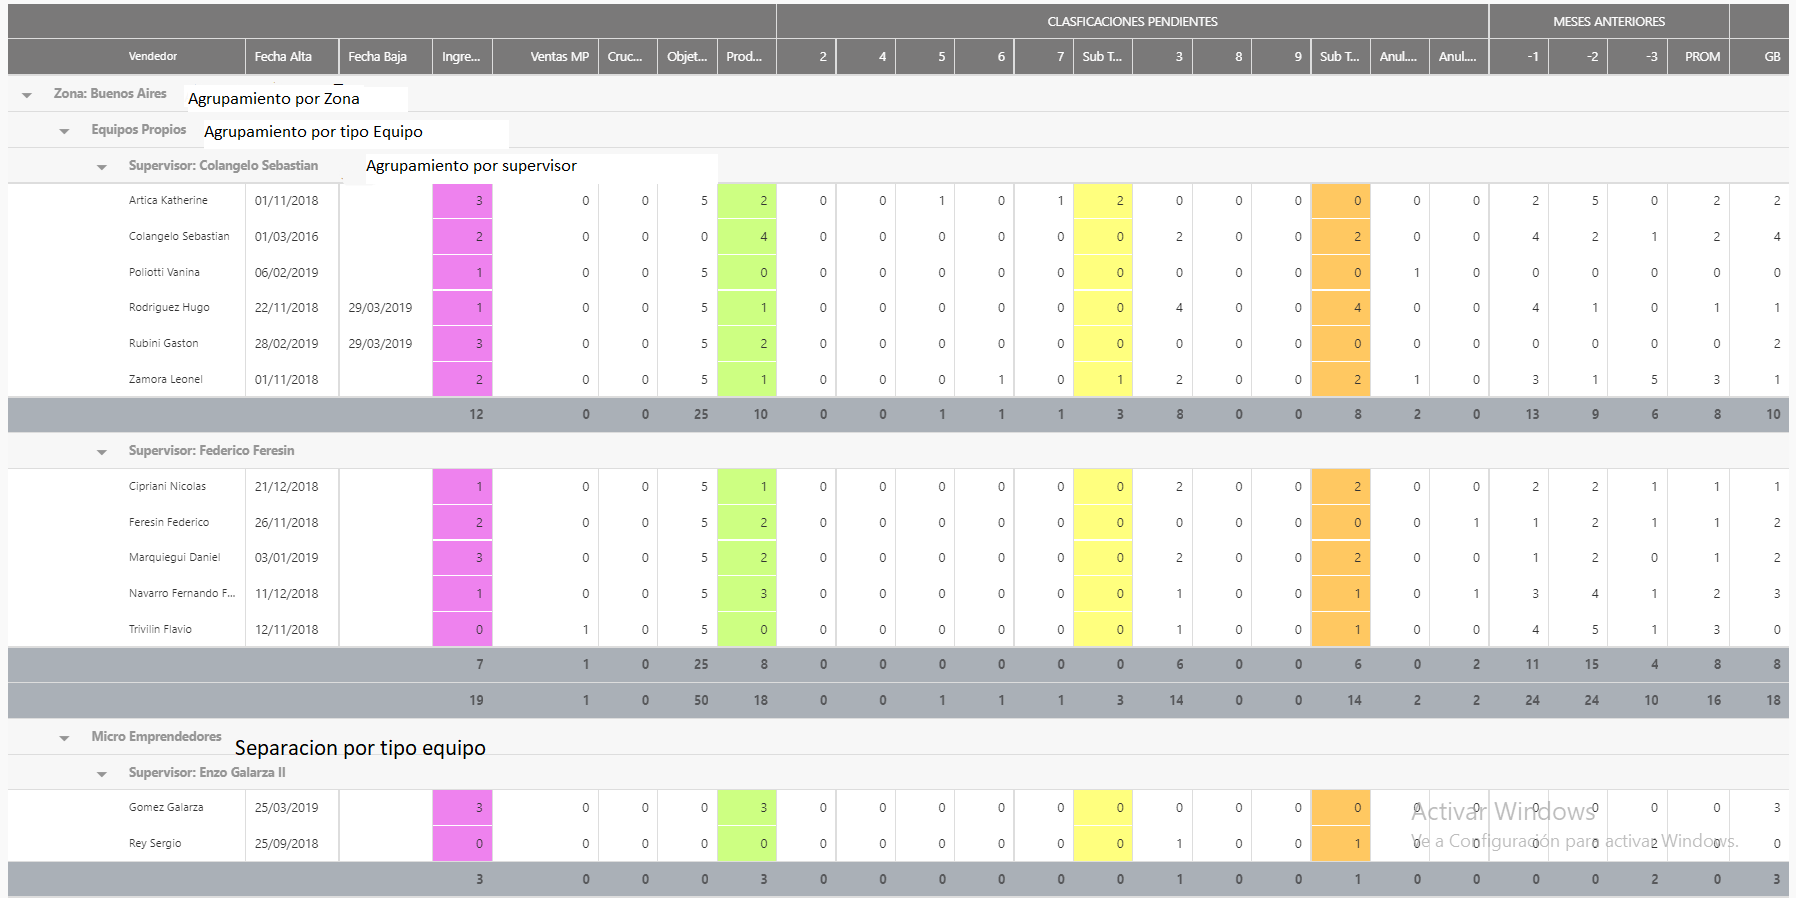 CLASFICACIONES PENDIENTES MESES ANTERIORES
Vendedor Fecha Alta Fecha Baja Ingre... Ventas MP Cruc... Objet... Prod... 2 4 5 6 7 Sub T... 3 8 9 Sub T... Anul.... Anul.... -1 -2 -3 PROM GB
Zona: Buenos Aires Agrupamiento por Zona
Equipos Propios Agrupamiento por tipo Equipo
Supervisor: Colangelo Sebastian Agrupamiento por supervisor
Artica Katherine 01/11/2018 3 0 0 5 2 0 0 1 0 1 2 0 0 0 0 0 0 2 5 0 2 2
Colangelo Sebastian 01/03/2016 2 0 0 0 4 0 0 0 0 0 0 2 0 0 2 0 0 4 2 1 2 4
Poliotti Vanina 06/02/2019 1 0 0 5 0 0 0 0 0 0 0 0 0 0 0 1 0 0 0 0 0 0
Rodriguez Hugo 22/11/2018 29/03/2019 1 0 0 5 1 0 0 0 0 0 0 4 0 0 4 0 0 4 1 0 1 1
Rubini Gaston 28/02/2019 29/03/2019 3 0 0 5 2 0 0 0 0 0 0 0 0 0 0 0 0 0 0 0 0 2
Zamora Leonel 01/11/2018 2 0 0 5 1 0 0 0 1 0 1 2 0 0 2 1 0 3 1 5 3 1
12 0 0 25 10 0 0 1 1 1 3 8 0 0 8 2 0 13 9 6 8 10
Supervisor: Federico Feresin
Cipriani Nicolas 21/12/2018 1 0 0 5 1 0 0 0 0 0 0 2 0 0 2 0 0 2 2 1 1 1
Feresin Federico 26/11/2018 2 0 0 5 2 0 0 0 0 0 0 0 0 0 0 0 1 1 2 1 1 2
Marquiegui Daniel 03/01/2019 3 0 0 5 2 0 0 0 0 0 0 2 0 0 2 0 0 1 2 0 1 2
Navarro Fernando F... 11/12/2018 1 0 0 5 3 0 0 0 0 0 0 1 0 0 1 0 1 3 4 1 2 3
Trivilin Flavio 12/11/2018 0 1 0 5 0 0 0 0 0 0 0 1 0 0 1 0 0 4 5 1 3 0
7 1 0 25 8 0 0 0 0 0 0 6 0 0 6 0 2 11 15 4 8 8
19 1 0 50 18 0 0 1 1 1 3 14 0 0 14 2 2 24 24 10 16 18
Micro Emprendedores Separacion por tipo equipo
Supervisor: Enzo Galarza II
Gomez Galarza 25/03/2019 3 0 0 0 3 0 0 0 0 0 0 0 0 0 0 0 0 0 0 0 0 3
Activar Windows
Rey Sergio 25/09/2018 0 0 0 0 0 0 0 0 0 0 0 1 0 0 1 0 0 0 0 2 0 0
Ve a Configuración para activar Windows.
3 0 0 0 3 0 0 0 0 0 0 1 0 0 1 0 0 0 0 2 0 3